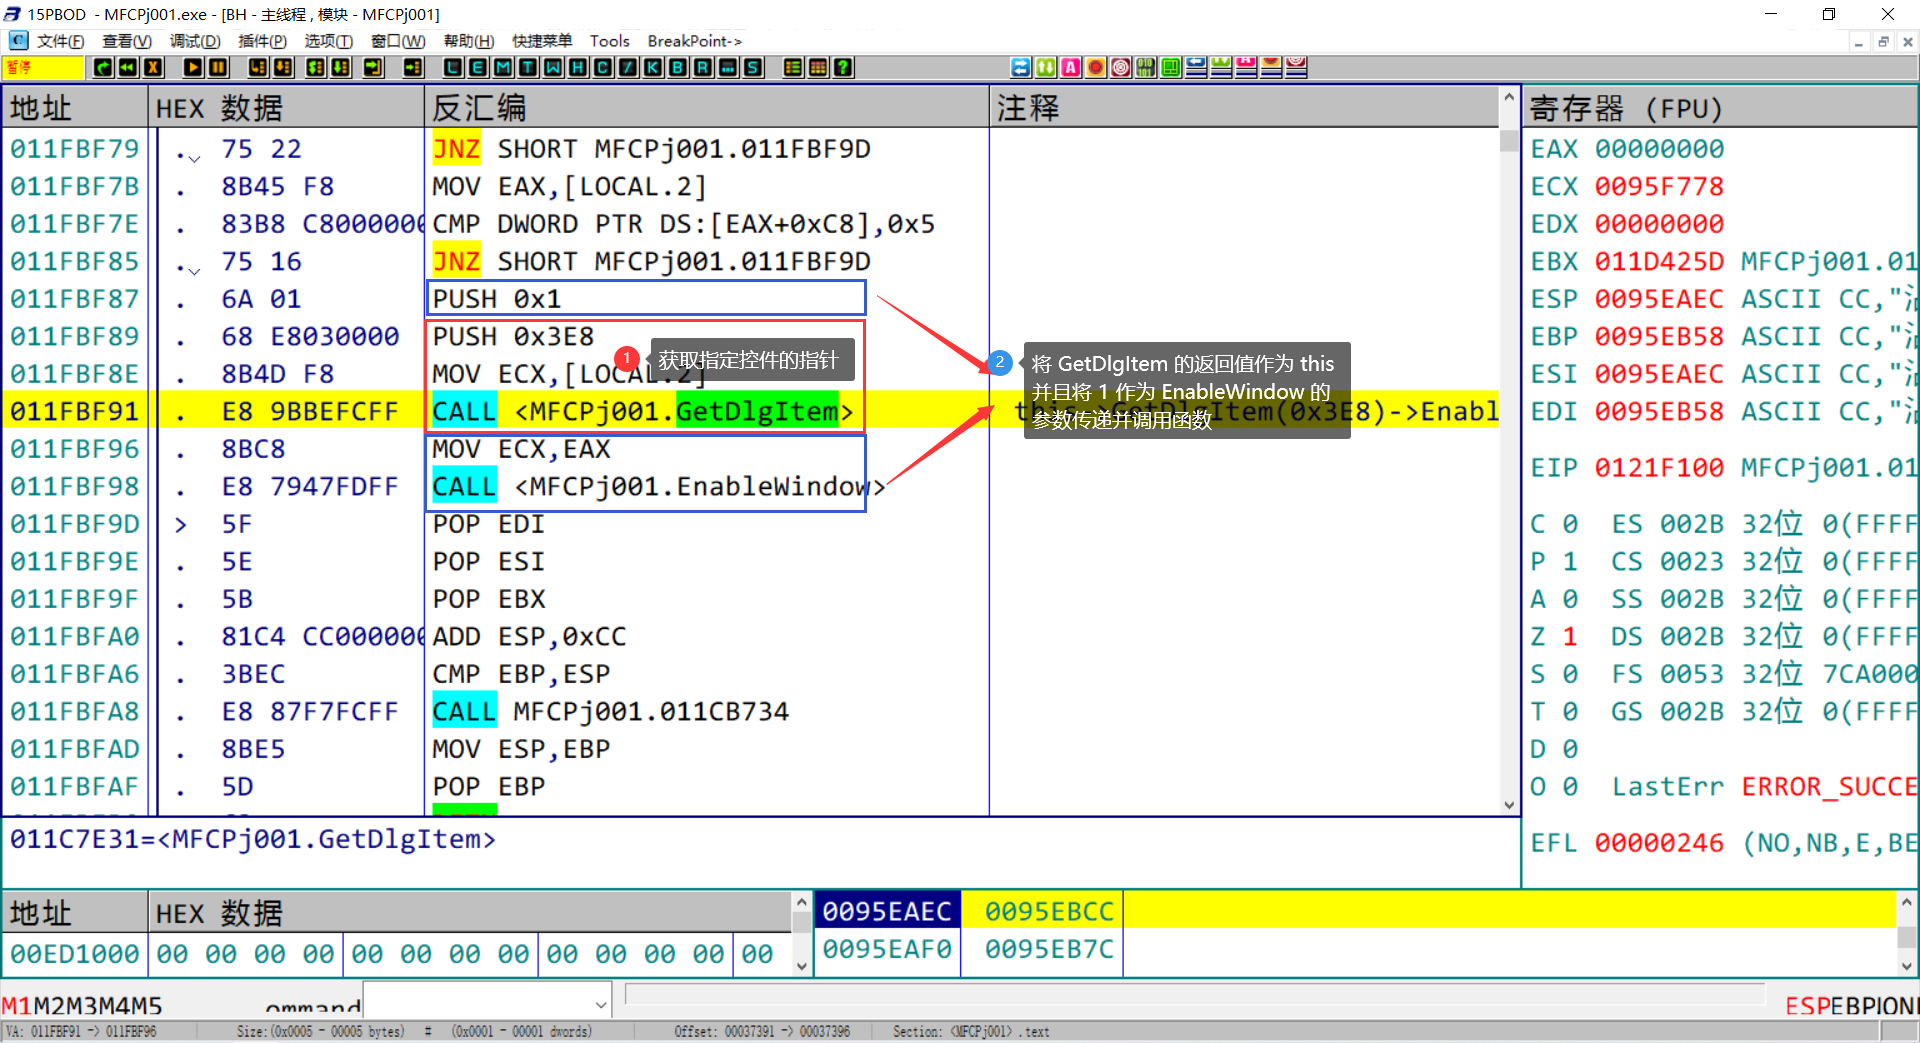 15PBOD - MFCPj001.exe - [BH - 主线程 , 模块 - MFCPj001]
文件(F) 查看(V) 调试(D) 插件(P) 选项(T) 窗口(W) 帮助(H) 快捷菜单 Tools BreakPoint->
暂停 L E M T W H C / K B R ... S ?
地址 HEX 数据 反汇编 注释 寄存器 (FPU)
011FBF79 . 75 22 JNZ SHORT MFCPj001.011FBF9D
011FBF7B . 8B45 F8 MOV EAX,[LOCAL.2]
011FBF7E . 83B8 C8000000 CMP DWORD PTR DS:[EAX+0xC8],0x5
011FBF85 . 75 16 JNZ SHORT MFCPj001.011FBF9D
011FBF87 . 6A 01 PUSH 0x1
011FBF89 . 68 E8030000 PUSH 0x3E8
011FBF8E . 8B4D F8 MOV ECX,[LOCAL.2]
011FBF91 . E8 9BBEFCFF CALL <MFCPj001.GetDlgItem> this->GetDlgItem(0x3E8)->Enabl
011FBF96 . 8BC8 MOV ECX,EAX
011FBF98 . E8 7947FDFF CALL <MFCPj001.EnableWindow>
011FBF9D > 5F POP EDI
011FBF9E . 5E POP ESI
011FBF9F . 5B POP EBX
011FBFA0 . 81C4 CC000000 ADD ESP,0xCC
011FBFA6 . 3BEC CMP EBP,ESP
011FBFA8 . E8 87F7FCFF CALL MFCPj001.011CB734
011FBFAD . 8BE5 MOV ESP,EBP
011FBFAF . 5D POP EBP
1 获取指定控件的指针
2 将 GetDlgItem 的返回值作为 this
并且将 1 作为 EnableWindow 的
参数传递并调用函数
EAX 00000000
ECX 0095F778
EDX 00000000
EBX 011D425D MFCPj001.01
ESP 0095EAEC ASCII CC,"
EBP 0095EB58 ASCII CC,"
ESI 0095EAEC ASCII CC,"
EDI 0095EB58 ASCII CC,"
EIP 0121F100 MFCPj001.01
C 0 ES 002B 32位 0(FFFF
P 1 CS 0023 32位 0(FFFF
A 0 SS 002B 32位 0(FFFF
Z 1 DS 002B 32位 0(FFFF
S 0 FS 0053 32位 7CA000
T 0 GS 002B 32位 0(FFFF
D 0
O 0 LastErr ERROR_SUCCE
EFL 00000246 (NO,NB,E,BE
011C7E31=<MFCPj001.GetDlgItem>
地址 HEX 数据
00ED1000 00 00 00 00 00 00 00 00 00 00 00 00 00
0095EAEC 0095EBCC
0095EAF0 0095EB7C
M1M2M3M4M5 ommand ESPEBPION
VA: 011FBF91 -> 011FBF96 Size:(0x0005 - 00005 bytes) # (0x0001 - 00001 dwords) Offset: 00037391 -> 00037396 Section: <MFCPj001> .text